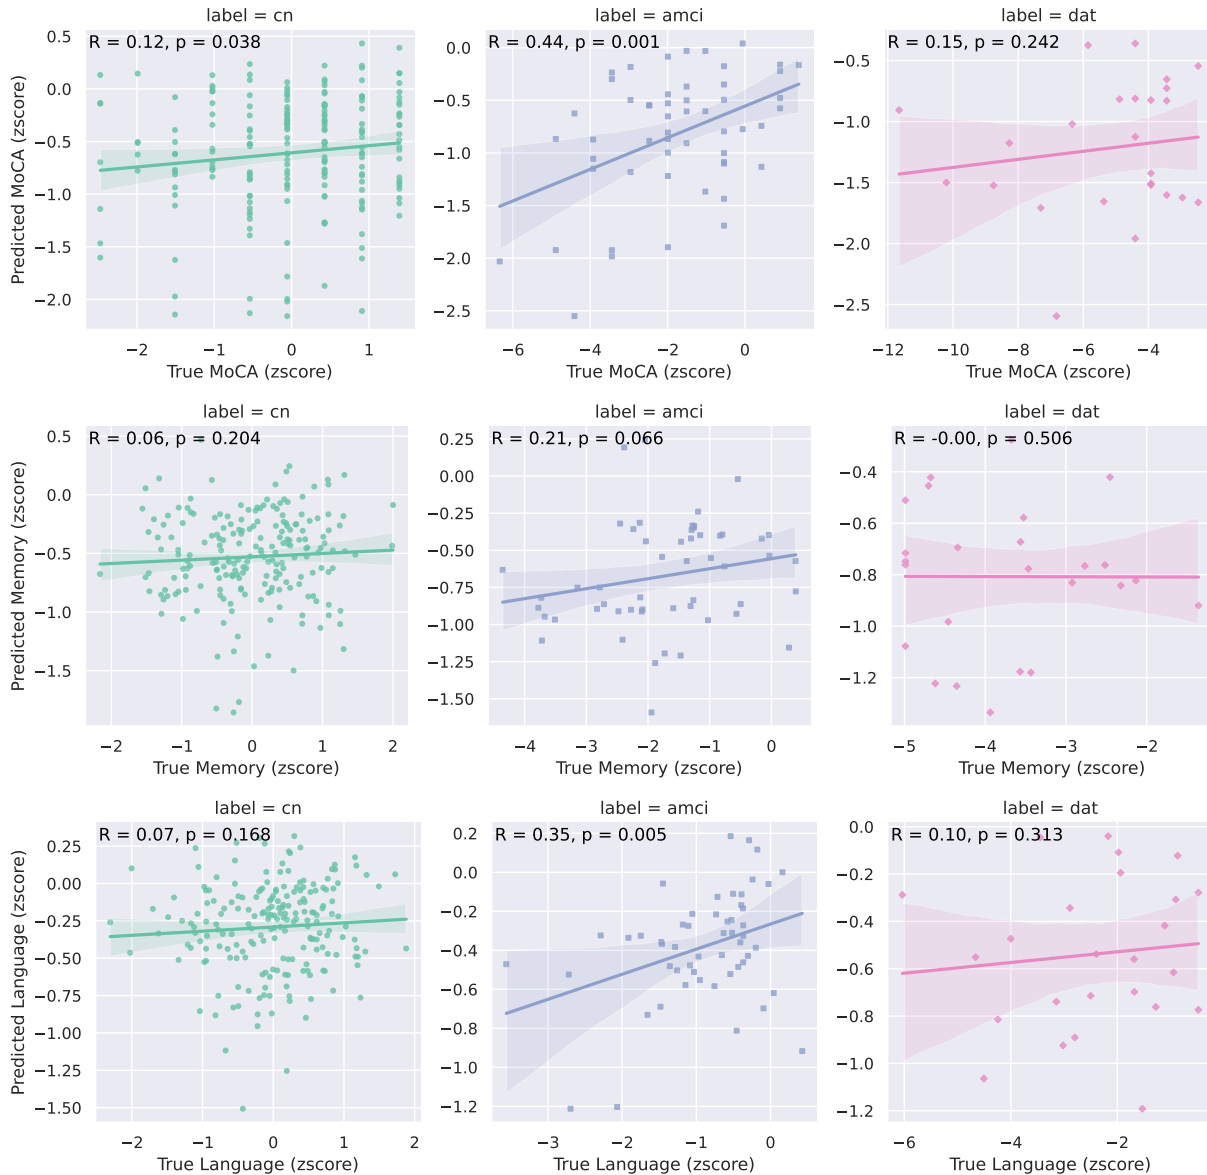 label = cn
label = amci
label = dat
R = 0.12, p = 0.038
R = 0.44, p = 0.001
R = 0.15, p = 0.242
Predicted MoCA (zscore)
0.5
0.0
−0.5
−1.0
−1.5
−2.0
0.0
−0.5
−1.0
−1.5
−2.0
−2.5
−0.5
−1.0
−1.5
−2.0
−2.5
−2 −1 0 1
−6 −4 −2 0
−12 −10 −8 −6 −4
True MoCA (zscore)
True MoCA (zscore)
True MoCA (zscore)
label = cn
label = amci
label = dat
R = 0.06, p = 0.204
R = 0.21, p = 0.066
R = -0.00, p = 0.506
Predicted Memory (zscore)
0.5
0.0
−0.5
−1.0
−1.5
0.25
0.00
−0.25
−0.50
−0.75
−1.00
−1.25
−1.50
−0.4
−0.6
−0.8
−1.0
−1.2
−2 −1 0 1 2
−4 −3 −2 −1 0
−5 −4 −3 −2
True Memory (zscore)
True Memory (zscore)
True Memory (zscore)
label = cn
label = amci
label = dat
R = 0.07, p = 0.168
R = 0.35, p = 0.005
R = 0.10, p = 0.313
Predicted Language (zscore)
0.25
0.00
−0.25
−0.50
−0.75
−1.00
−1.25
−1.50
0.2
0.0
−0.2
−0.4
−0.6
−0.8
−1.0
−1.2
0.0
−0.2
−0.4
−0.6
−0.8
−1.0
−1.2
−2 −1 0 1 2
−3 −2 −1 0
−6 −4 −2
True Language (zscore)
True Language (zscore)
True Language (zscore)